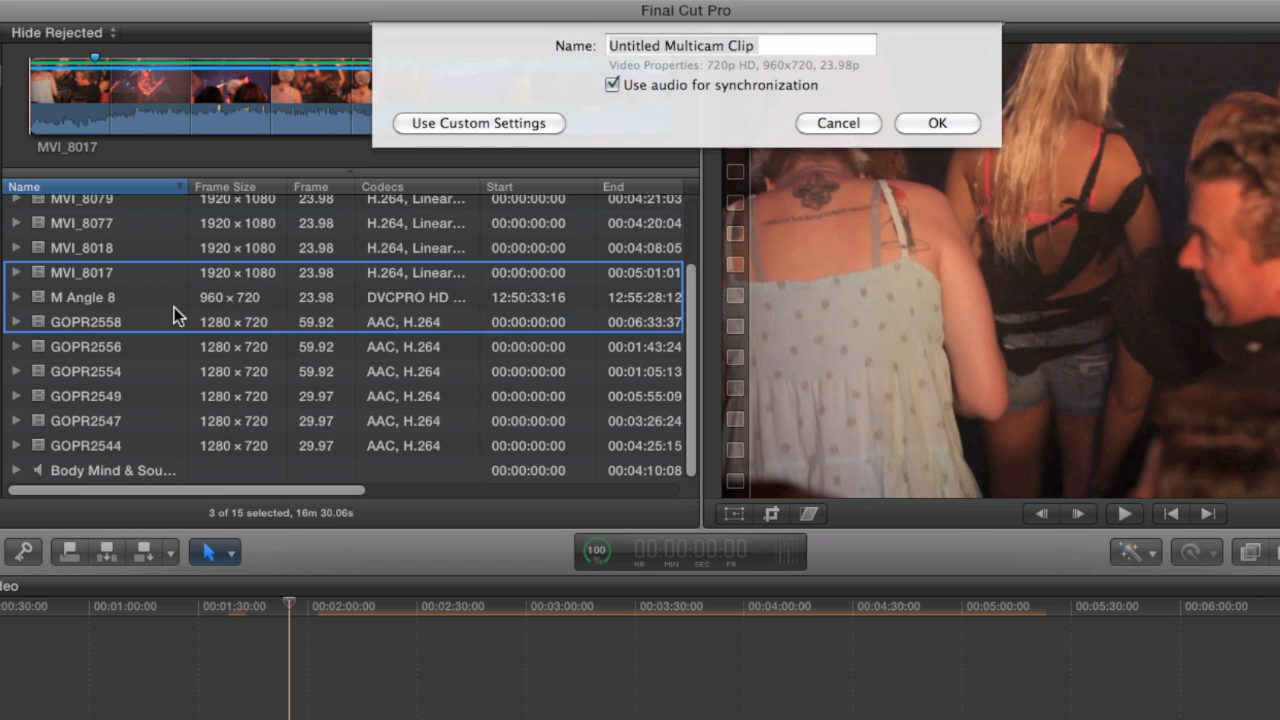 Final Cut Pro
Hide Rejected
Name: Untitled Multicam Clip
Video Properties: 720p HD, 960x720, 23.98p
Use audio for synchronization
Use Custom Settings Cancel OK
MVI_8017
Name Frame Size Frame Codecs Start End
MVI_8079 1920 × 1080 23.98 H.264, Linear... 00:00:00:00 00:04:21:03
MVI_8077 1920 × 1080 23.98 H.264, Linear... 00:00:00:00 00:04:20:04
MVI_8018 1920 × 1080 23.98 H.264, Linear... 00:00:00:00 00:04:08:05
MVI_8017 1920 × 1080 23.98 H.264, Linear... 00:00:00:00 00:05:01:01
M Angle 8 960 × 720 23.98 DVCPRO HD ... 12:50:33:16 12:55:28:12
GOPR2558 1280 × 720 59.92 AAC, H.264 00:00:00:00 00:06:33:37
GOPR2556 1280 × 720 59.92 AAC, H.264 00:00:00:00 00:01:43:24
GOPR2554 1280 × 720 59.92 AAC, H.264 00:00:00:00 00:01:05:13
GOPR2549 1280 × 720 29.97 AAC, H.264 00:00:00:00 00:05:55:09
GOPR2547 1280 × 720 29.97 AAC, H.264 00:00:00:00 00:03:26:24
GOPR2544 1280 × 720 29.97 AAC, H.264 00:00:00:00 00:04:25:15
Body Mind & Sou... 00:00:00:00 00:04:10:08
3 of 15 selected, 16m 30.06s
100 % 00:00:00:00
HR MIN SEC FR
deo
00:30:00 00:01:00:00 00:01:30:00 00:02:00:00 00:02:30:00 00:03:00:00 00:03:30:00 00:04:00:00 00:04:30:00 00:05:00:00 00:05:30:00 00:06:00:00